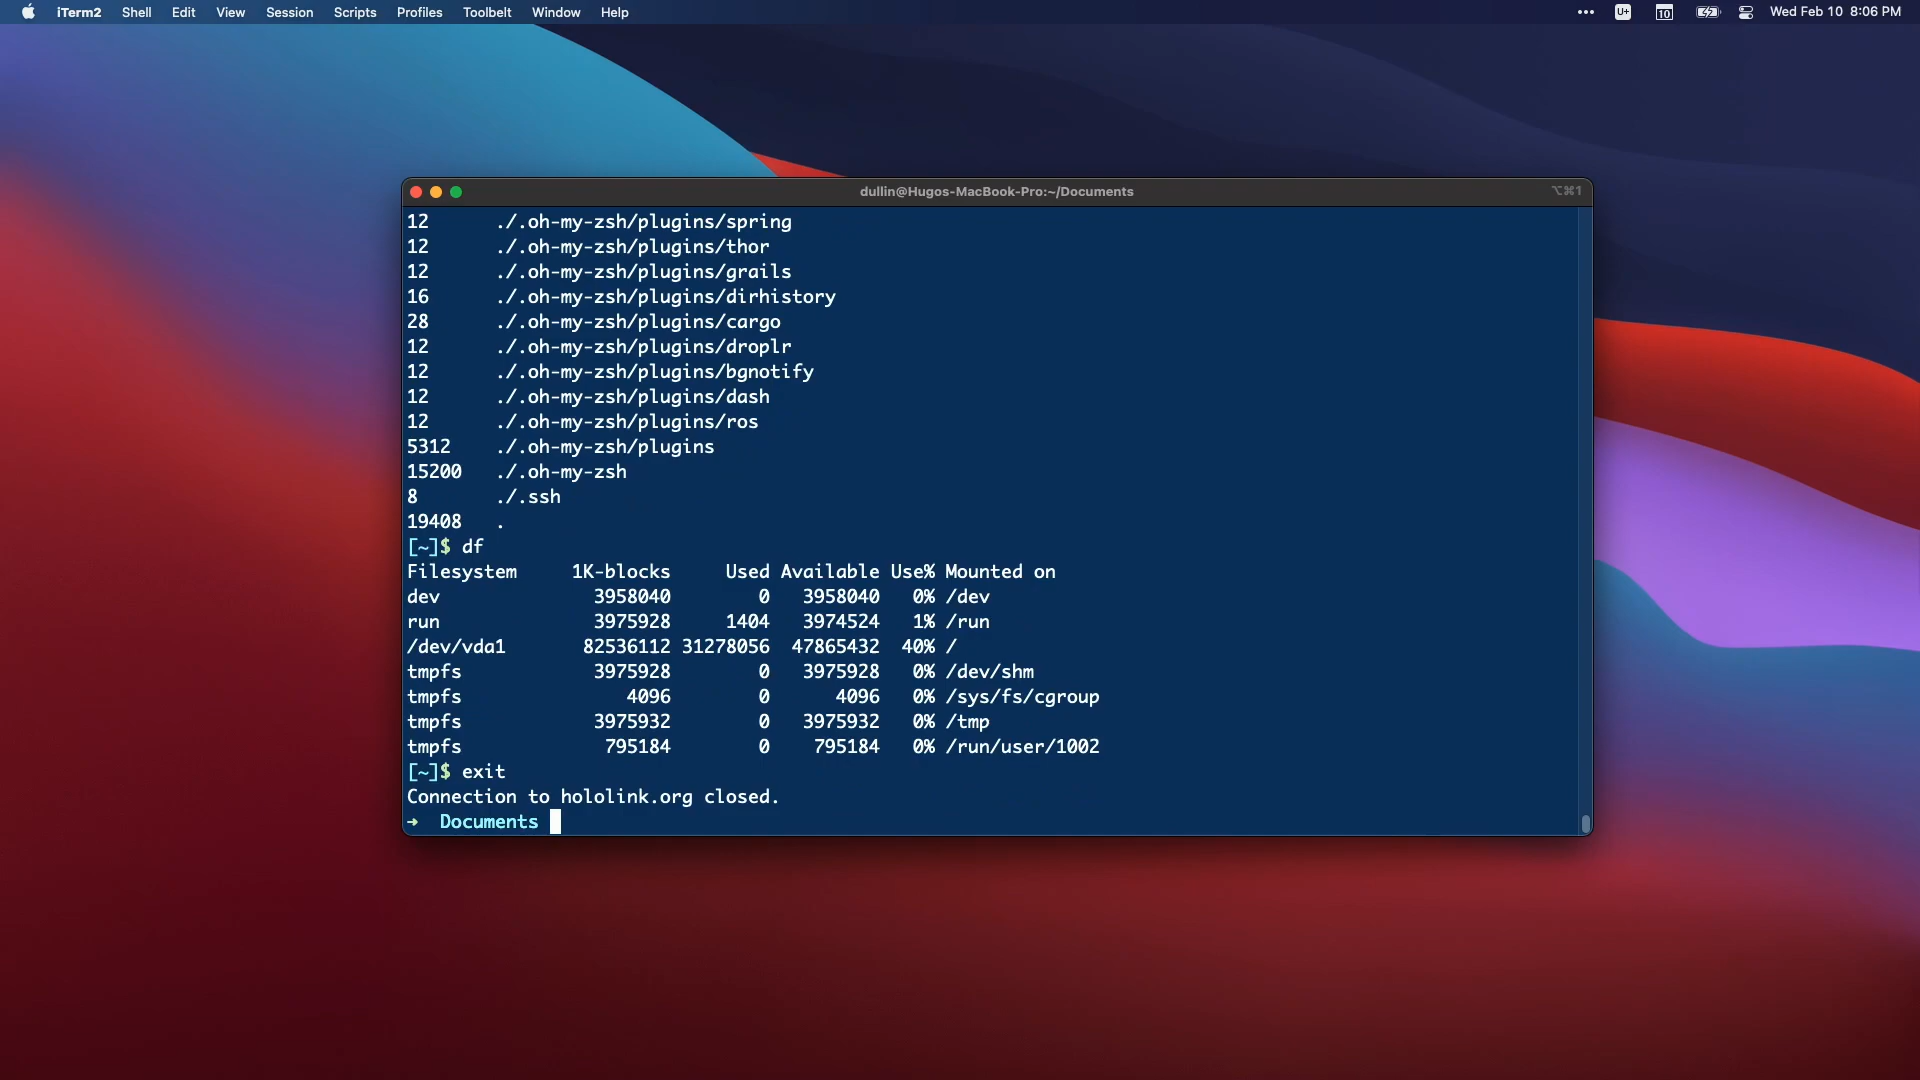 iTerm2 Shell Edit View Session Scripts Profiles Toolbelt Window Help ••• U+ 10 Wed Feb 10 8:06 PM
dullin@Hugos-MacBook-Pro:~/Documents ⌥⌘1
12 ./.oh-my-zsh/plugins/spring
12 ./.oh-my-zsh/plugins/thor
12 ./.oh-my-zsh/plugins/grails
16 ./.oh-my-zsh/plugins/dirhistory
28 ./.oh-my-zsh/plugins/cargo
12 ./.oh-my-zsh/plugins/droplr
12 ./.oh-my-zsh/plugins/bgnotify
12 ./.oh-my-zsh/plugins/dash
12 ./.oh-my-zsh/plugins/ros
5312 ./.oh-my-zsh/plugins
15200 ./.oh-my-zsh
8 ./.ssh
19408 .
[~]$ df
Filesystem 1K-blocks Used Available Use% Mounted on
dev 3958040 0 3958040 0% /dev
run 3975928 1404 3974524 1% /run
/dev/vda1 82536112 31278056 47865432 40% /
tmpfs 3975928 0 3975928 0% /dev/shm
tmpfs 4096 0 4096 0% /sys/fs/cgroup
tmpfs 3975932 0 3975932 0% /tmp
tmpfs 795184 0 795184 0% /run/user/1002
[~]$ exit
Connection to hololink.org closed.
→ Documents